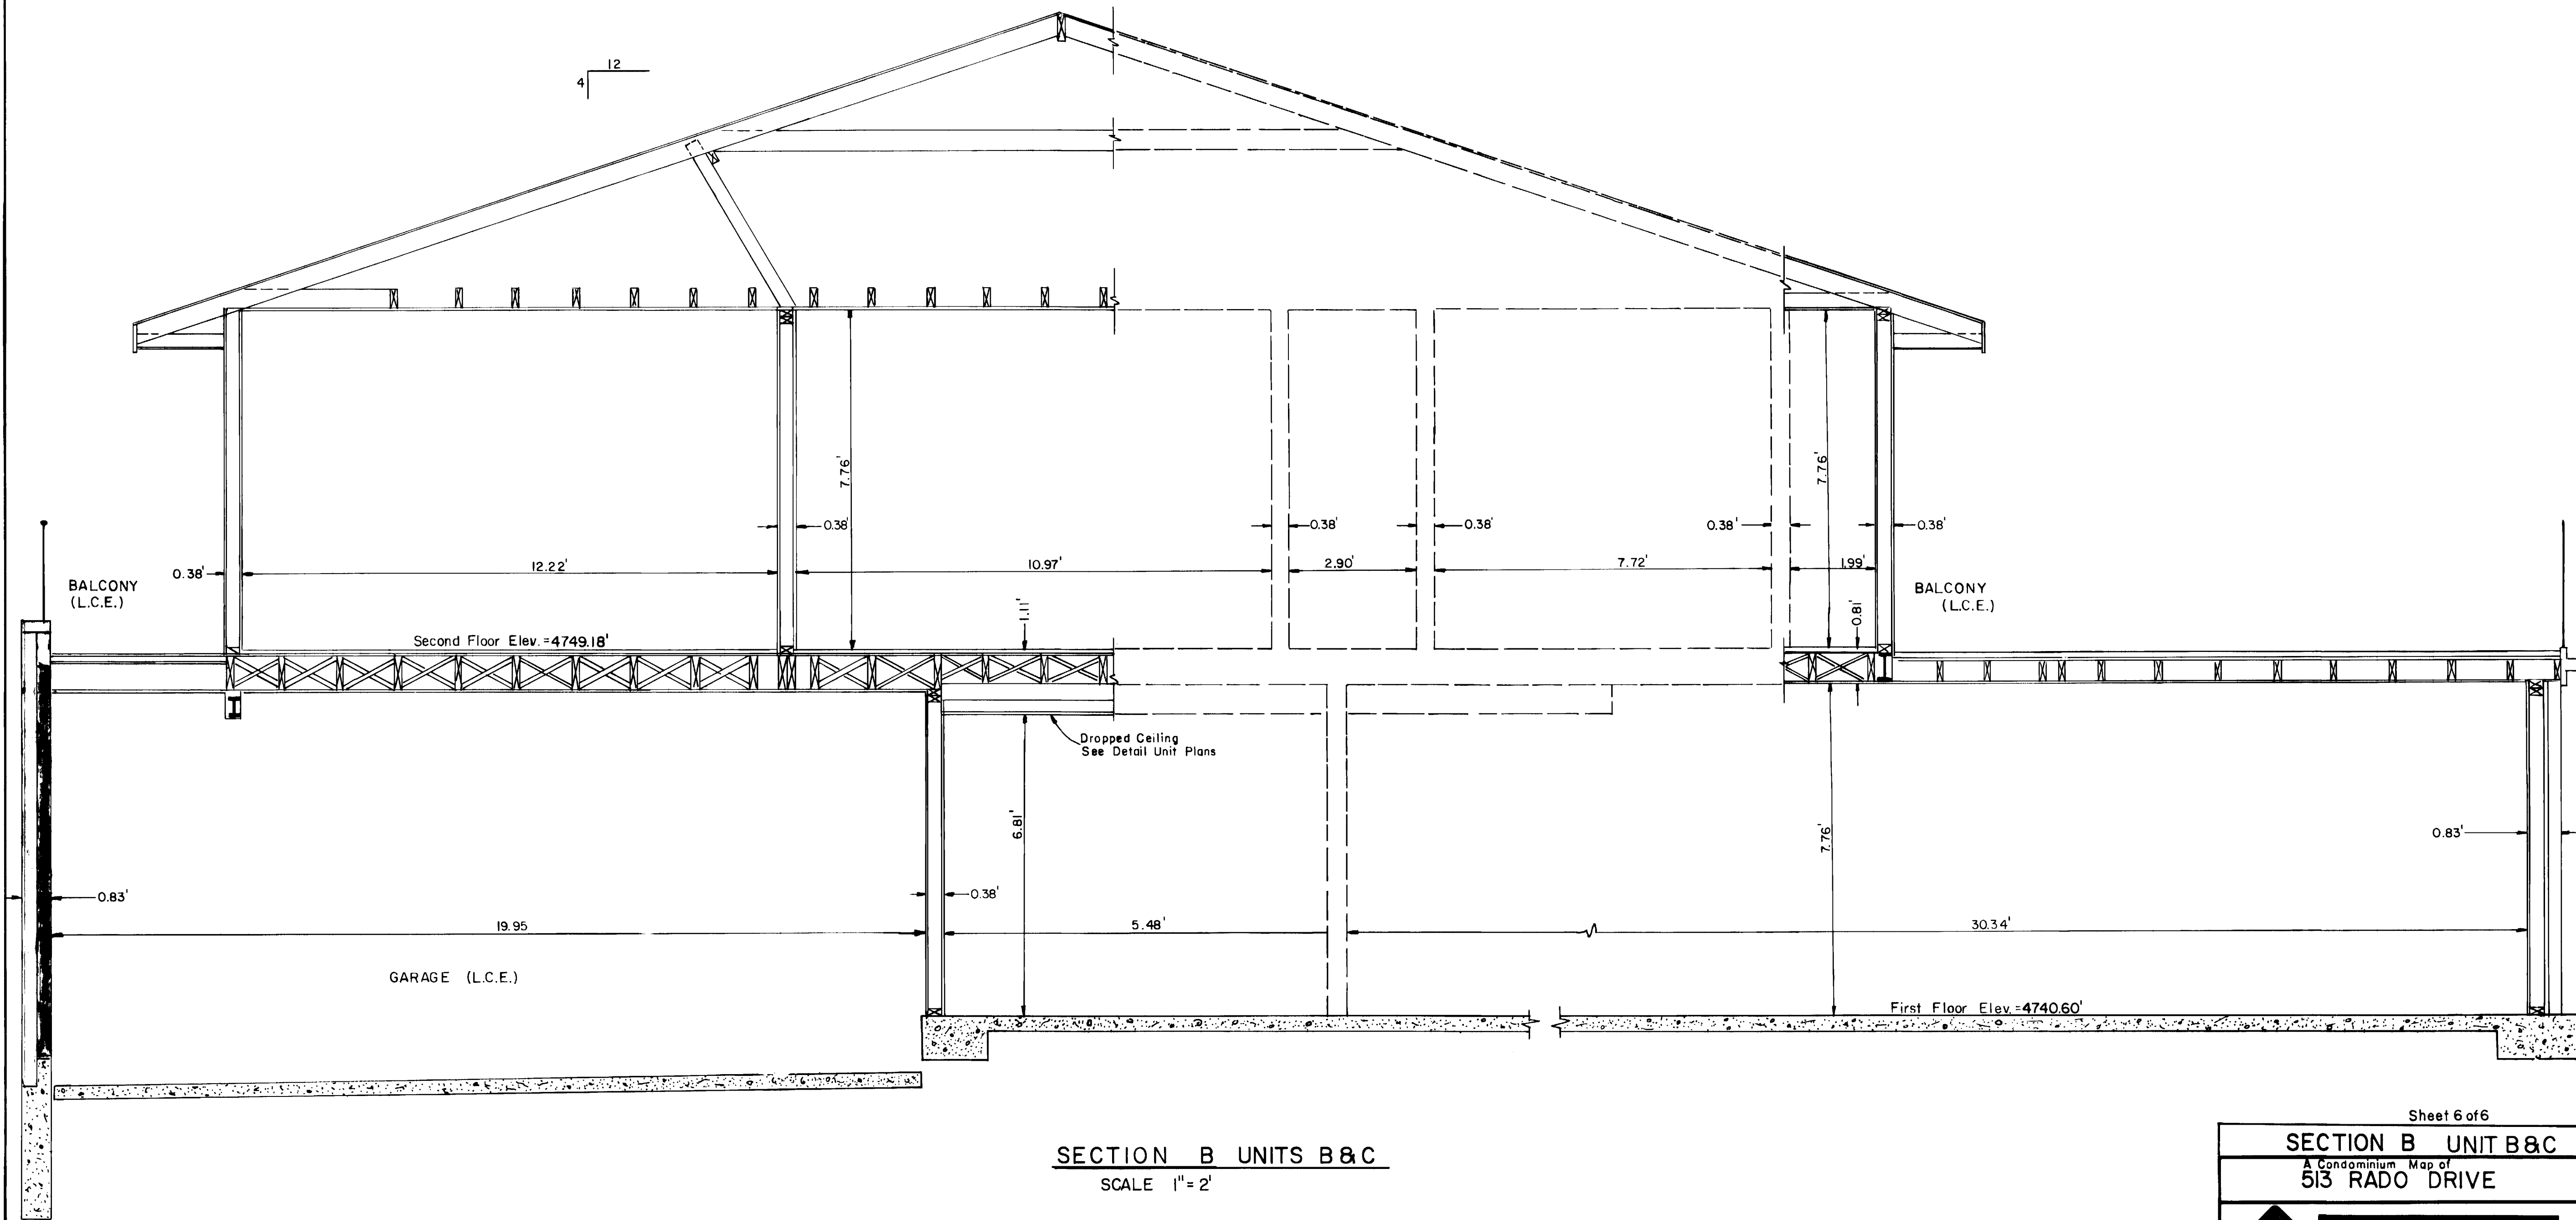 12
4
7.76'
7.76'
0.38'
0.38'
0.38'
0.38'
0.38'
0.38'
12.22'
10.97'
2.90'
7.72'
1.99'
BALCONY
(L.C.E.)
BALCONY
(L.C.E.)
1.11'
0.81'
Second Floor Elev.=4749.18'
Dropped Ceiling
See Detail Unit Plans
6.81'
7.76'
0.83'
0.83'
0.38'
19.95
5.48'
30.34'
GARAGE (L.C.E.)
First Floor Elev.=4740.60'
SECTION B UNITS B&C
SCALE 1"=2'
Sheet 6 of 6
SECTION B UNIT B&C
A Condominium Map of
513 RADO DRIVE